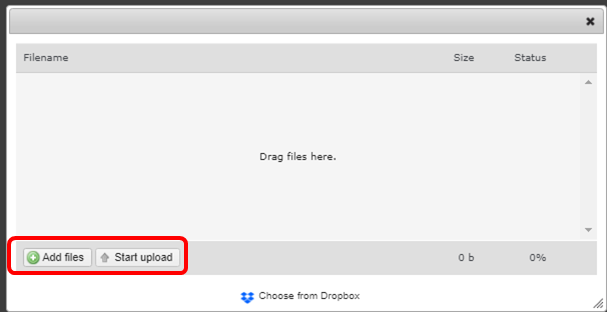 Filename Size Status
Drag files here.
Add files Start upload 0 b 0%
Choose from Dropbox